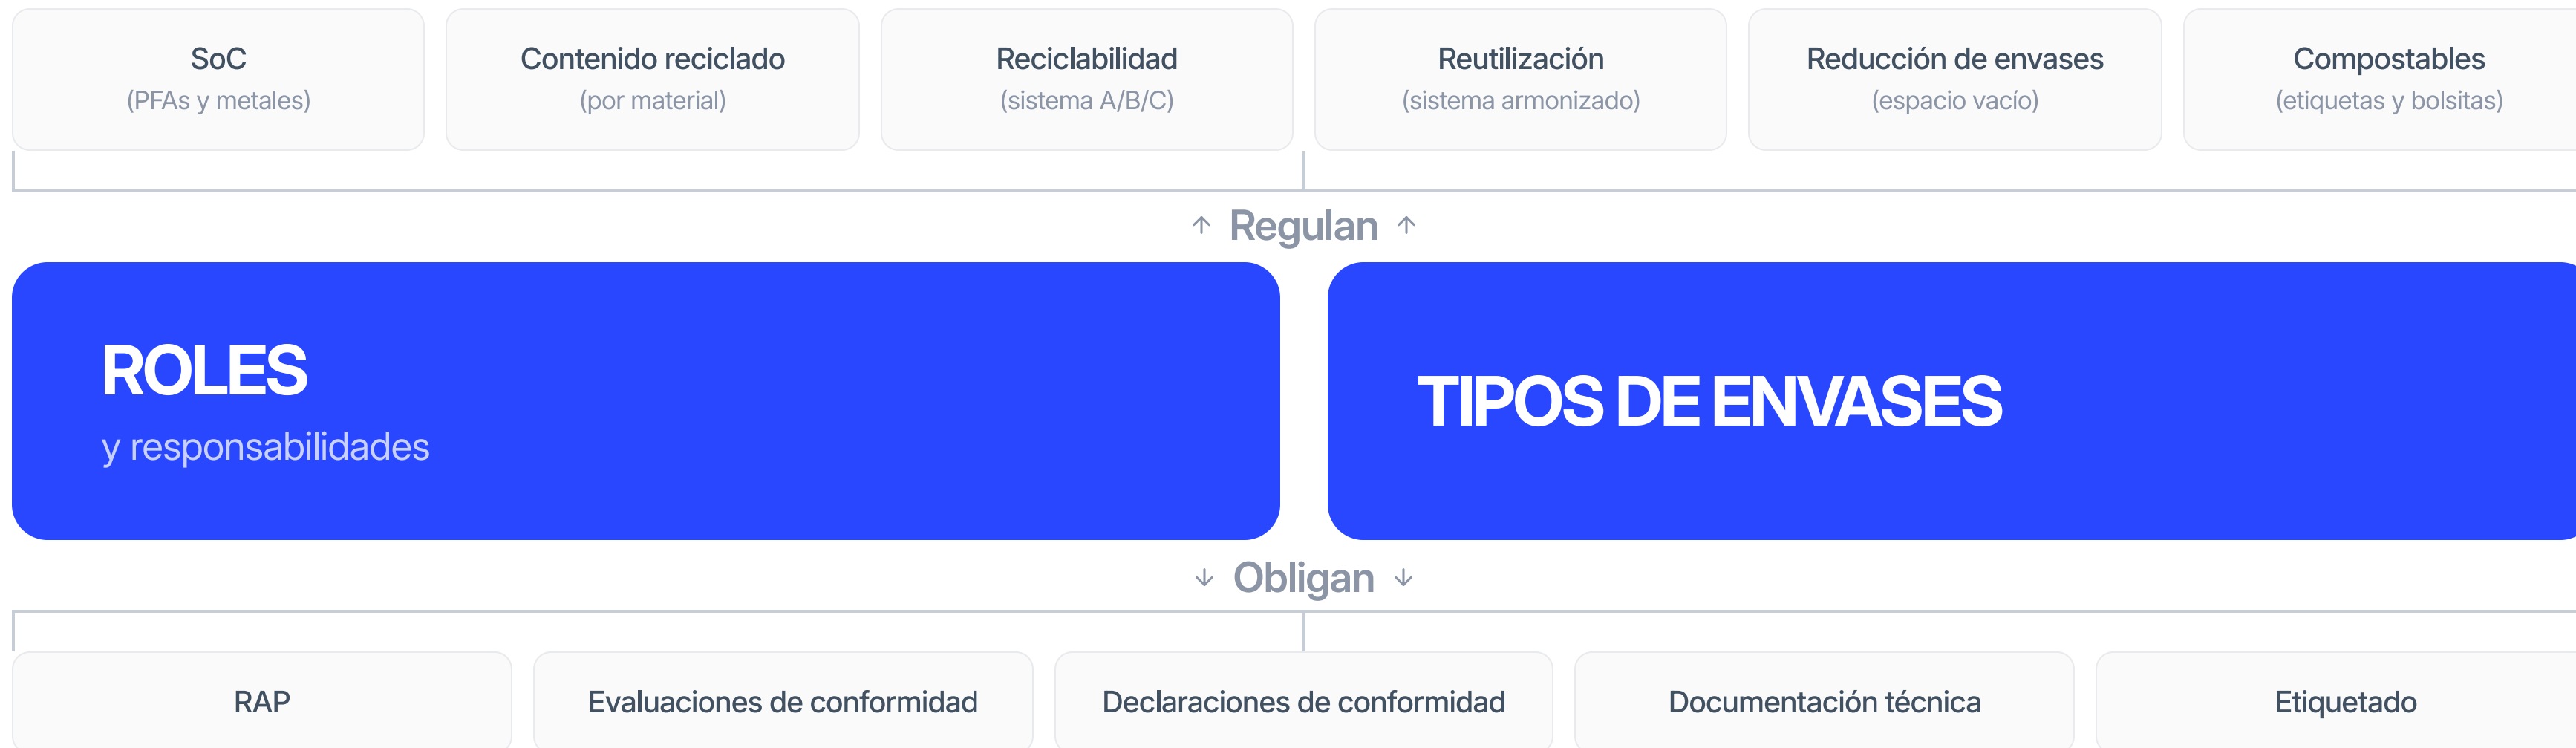 SoC
(PFAs y metales)
Contenido reciclado
(por material)
Reciclabilidad
(sistema A/B/C)
Reutilización
(sistema armonizado)
Reducción de envases
(espacio vacío)
Compostables
(etiquetas y bolsitas)
↑ Regulan ↑
ROLES
y responsabilidades
TIPOS DE ENVASES
↓ Obligan ↓
RAP
Evaluaciones de conformidad
Declaraciones de conformidad
Documentación técnica
Etiquetado